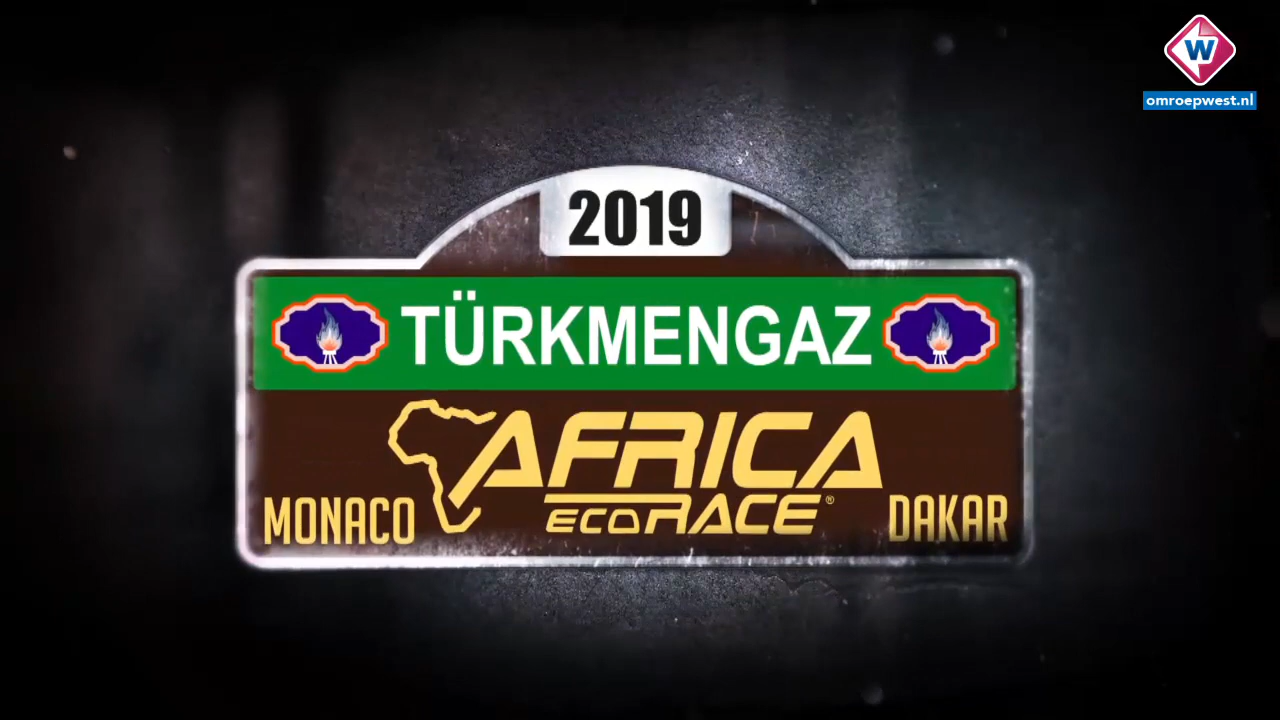 W
omroepwest.nl
2019
TÜRKMENGAZ
AFRICA
ECORACE®
MONACO
DAKAR